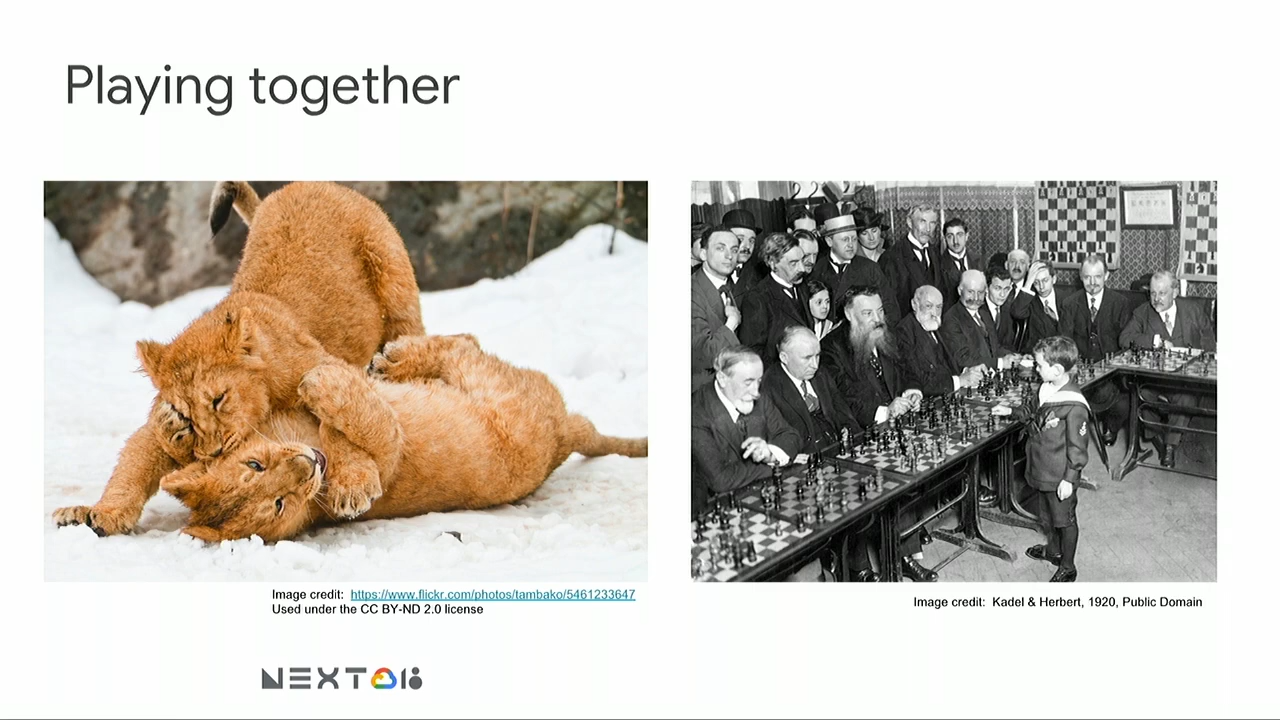 Playing together
Image credit: https://www.flickr.com/photos/tambako/5461233647
Used under the CC BY-ND 2.0 license
Image credit: Kadel & Herbert, 1920, Public Domain
NEXT 18